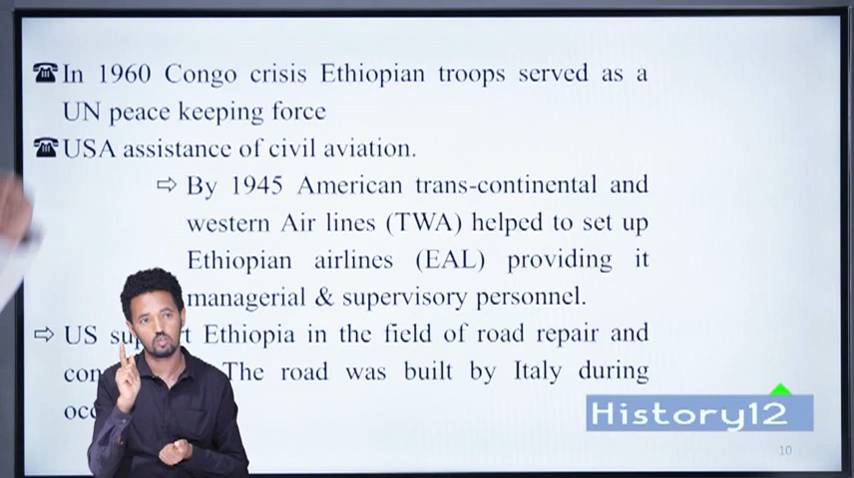 In 1960 Congo crisis Ethiopian troops served as a
UN peace keeping force
USA assistance of civil aviation.
By 1945 American trans-continental and
western Air lines (TWA) helped to set up
Ethiopian airlines (EAL) providing it
managerial & supervisory personnel.
US Ethiopia in the field of road repair and
The road was built by Italy during
History12
10